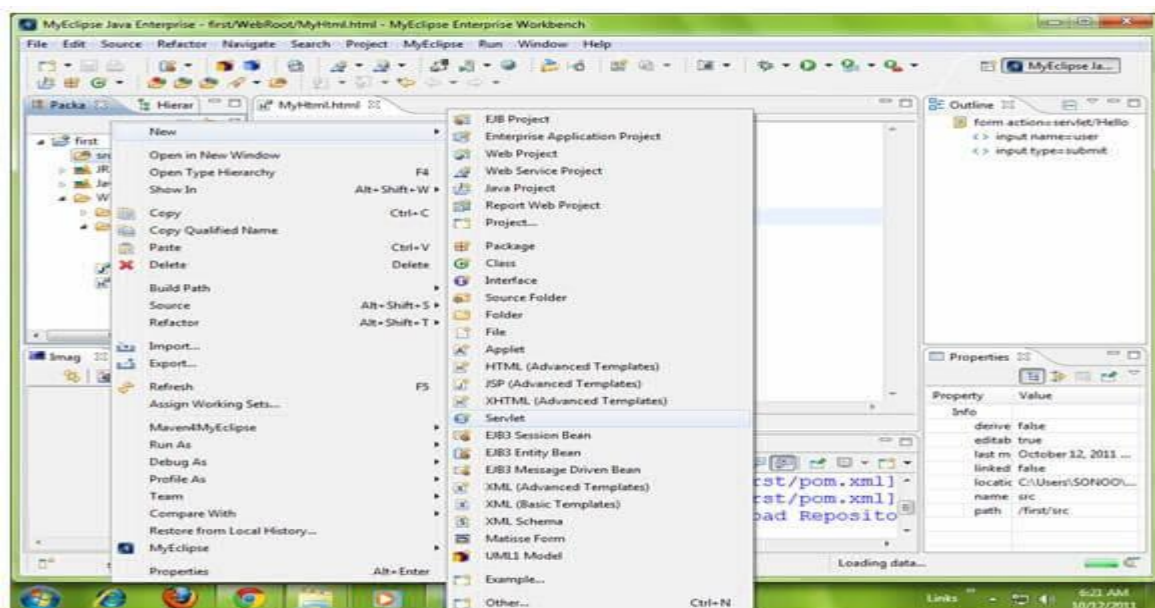 MyEclipse Java Enterprise - first/WebRoot/MyHtml.html - MyEclipse Enterprise Workbench
File Edit Source Refactor Navigate Search Project MyEclipse Run Window Help
MyEclipse Ja...
Packa
Hierar
MyHtml.html
first
JR
Ja
W
New
Open in New Window
Open Type Hierarchy F4
Show In Alt+Shift+W
Copy Ctrl+C
Copy Qualified Name
Paste Ctrl+V
Delete Delete
Build Path
Source Alt+Shift+S
Refactor Alt+Shift+T
Import...
Export...
Refresh F5
Assign Working Sets...
Maven4MyEclipse
Run As
Debug As
Profile As
Team
Compare With
Restore from Local History...
MyEclipse
Properties Alt+Enter
EJB Project
Enterprise Application Project
Web Project
Web Service Project
Java Project
Report Web Project
Project...
Package
Class
Interface
Source Folder
Folder
File
Applet
HTML (Advanced Templates)
JSP (Advanced Templates)
XHTML (Advanced Templates)
Servlet
EJB3 Session Bean
EJB3 Entity Bean
EJB3 Message Driven Bean
XML (Advanced Templates)
XML (Basic Templates)
XML Schema
Matisse Form
UML1 Model
Example...
Other... Ctrl+N
Outline
form action=servlet/Hello
input name=user
input type=submit
Imag
rst/pom.xml]
rst/pom.xml]
oad Reposito
Properties
Property Value
Info
derive false
editab true
last m October 12, 2011 ...
linked false
locatic C:\Users\SONOO\...
name src
path /first/src
Loading data...
Links
6:21 AM
10/12/2011